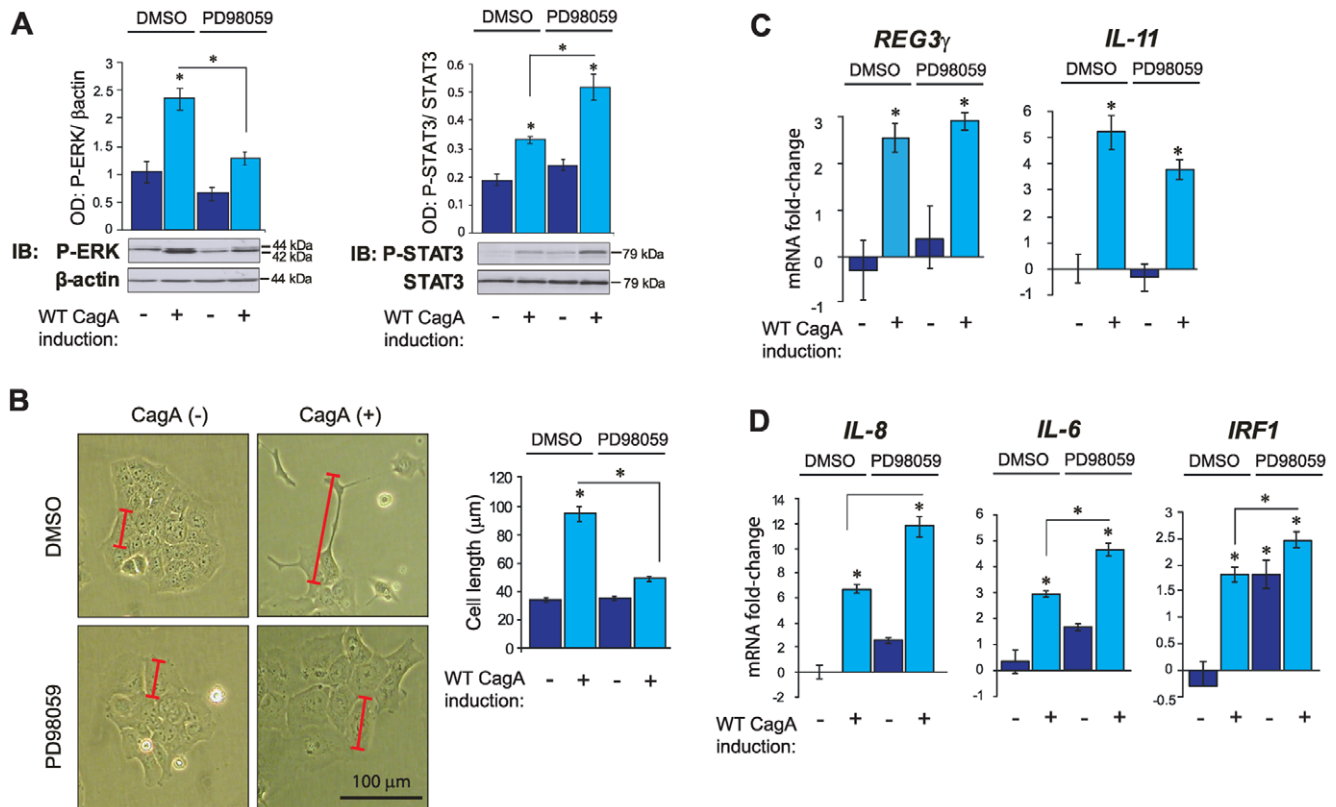 A
DMSO PD98059
OD: P-ERK/ βactin
3
2.5
2
1.5
1
0.5
0
*
*
IB: P-ERK
44 kDa
42 kDa
β-actin
44 kDa
WT CagA - + - +
induction:
DMSO PD98059
OD: P-STAT3/ STAT3
0.6
0.5
0.4
0.3
0.2
0.2
0
*
*
*
IB: P-STAT3
79 kDa
STAT3
79 kDa
WT CagA - + - +
induction:
B
CagA (-) CagA (+)
DMSO
PD98059
100 µm
DMSO PD98059
Cell length (µm)
120
100
80
60
40
20
0
*
*
WT CagA - + - +
induction:
C
REG3γ
DMSO PD98059
mRNA fold-change
3
2
1
0
-1
* *
WT CagA - + - +
induction:
IL-11
DMSO PD98059
6
5
4
3
2
1
0
-1
*
*
- + - +
D
IL-8
DMSO PD98059
mRNA fold-change
14
12
10
8
6
4
2
0
-2
*
*
WT CagA - + - +
induction:
IL-6
DMSO PD98059
6
5
4
3
2
1
0
-1
*
*
*
- + - +
IRF1
DMSO PD98059
3
2.5
2
1.5
1
0.5
0
-0.5
*
*
* *
- + - +